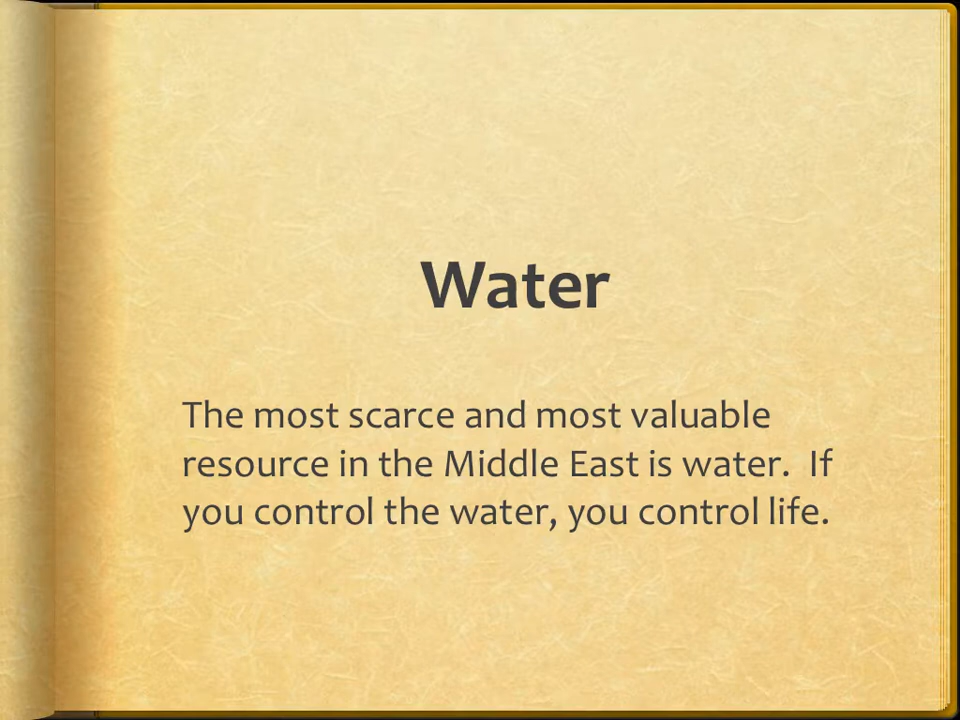 Water
The most scarce and most valuable
resource in the Middle East is water.  If
you control the water, you control life.